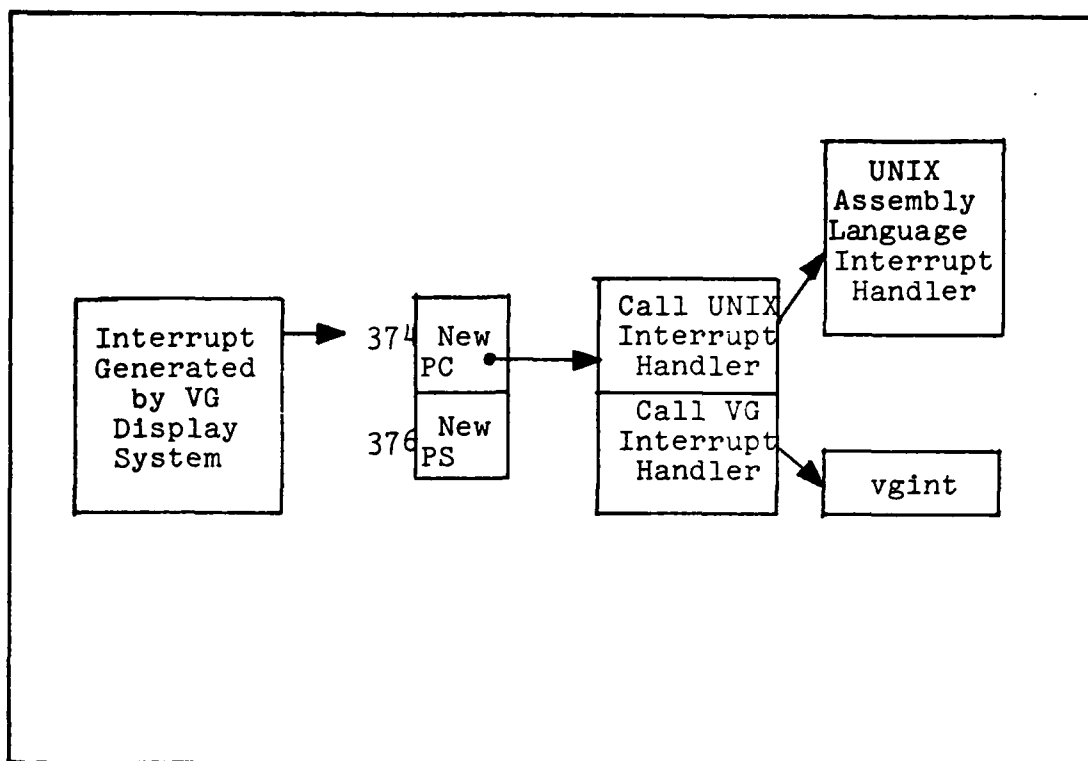 Interrupt
Generated
by VG
Display
System
374
New
PC
376
New
PS
Call UNIX
Interrupt
Handler
Call VG
Interrupt
Handler
UNIX
Assembly
Language
Interrupt
Handler
vgint